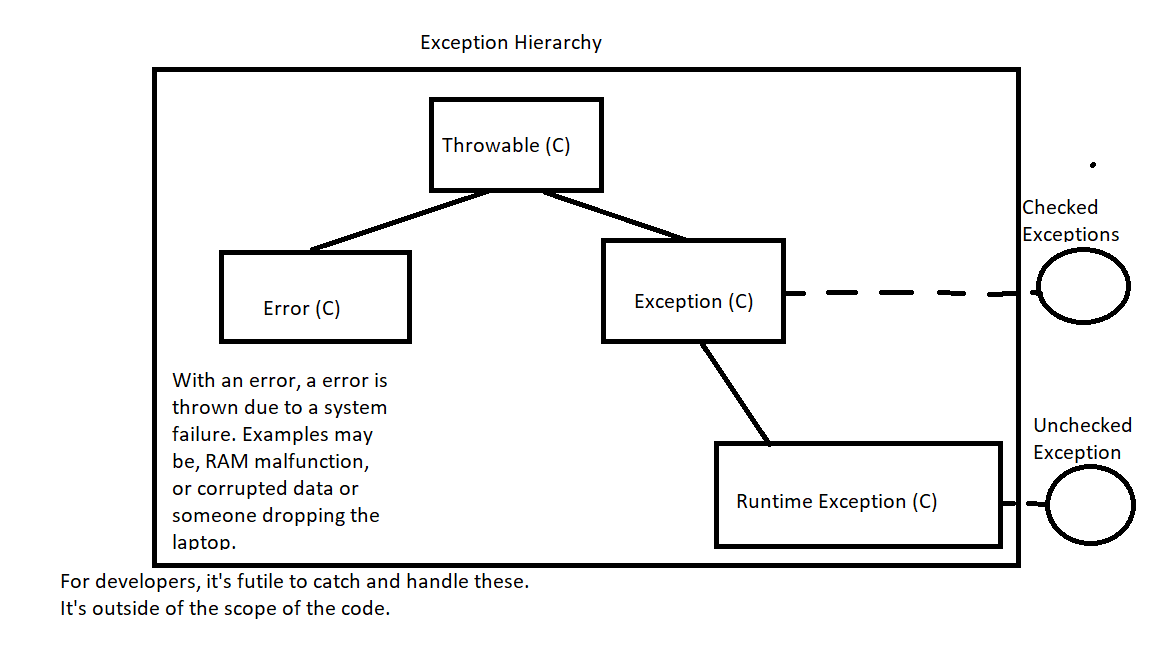 Exception Hierarchy
Throwable (C)
Checked
Exceptions
Error (C)
Exception (C)
With an error, a error is
thrown due to a system
failure. Examples may
be, RAM malfunction,
or corrupted data or
someone dropping the
laptop.
Unchecked
Exception
Runtime Exception (C)
For developers, it's futile to catch and handle these.
It's outside of the scope of the code.